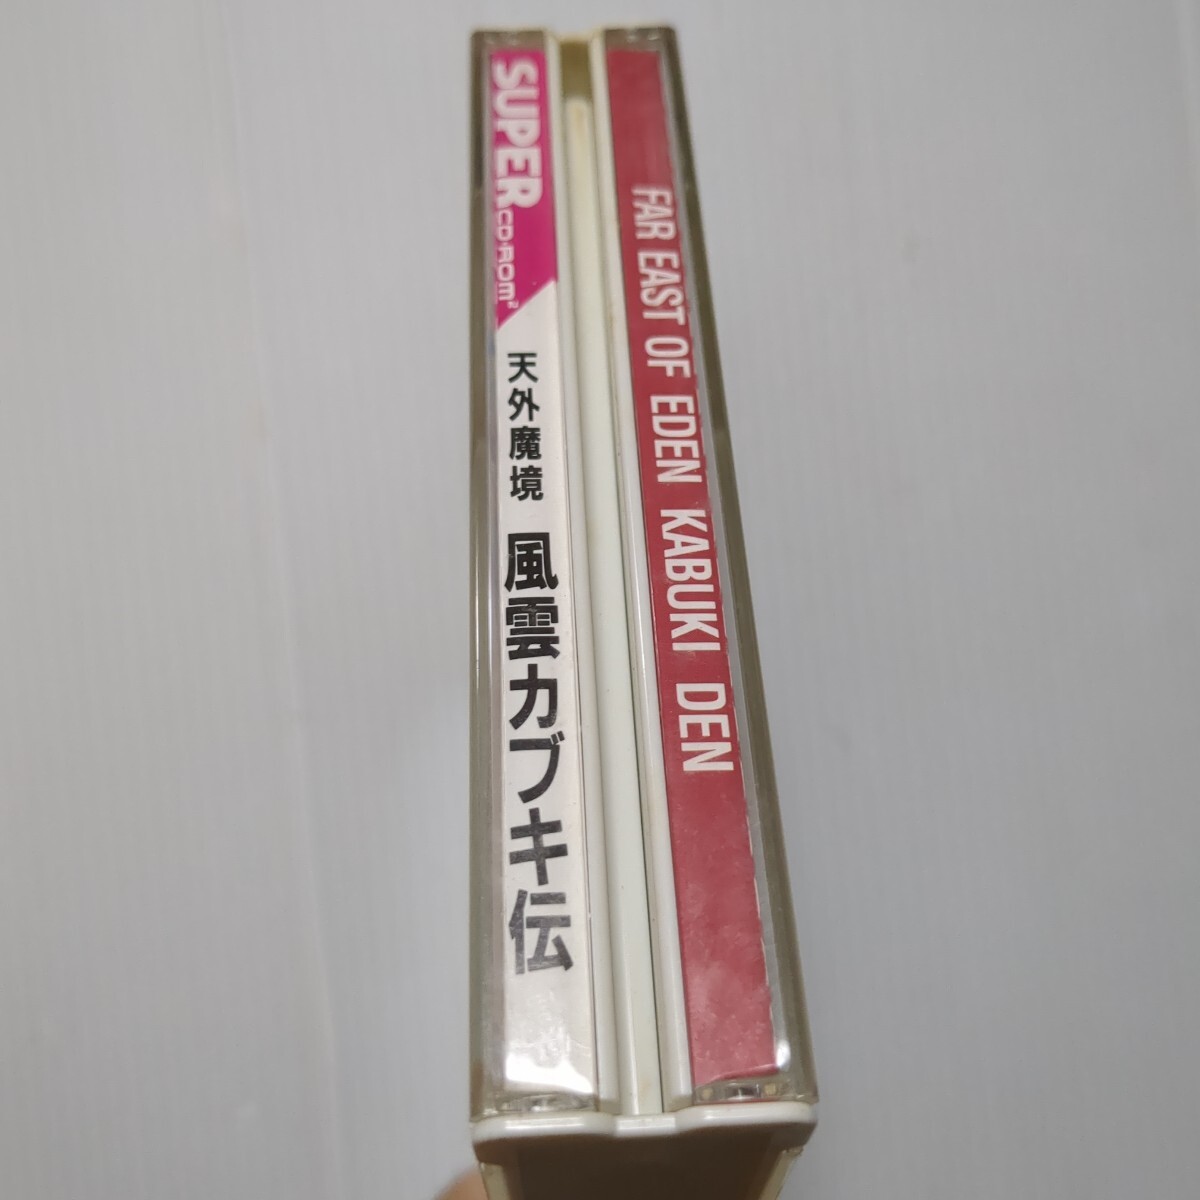 SUPER
CD-ROM²
天外魔境 風雲カブキ伝
FAR EAST OF EDEN KABUKI DEN